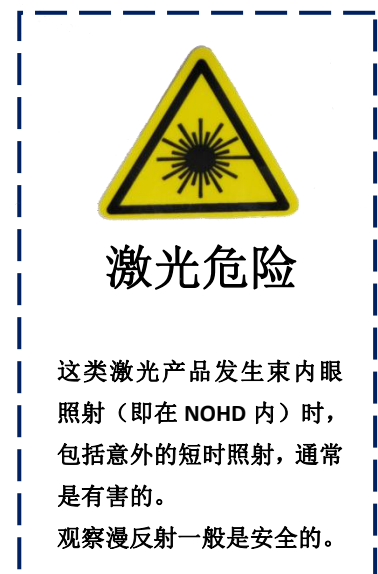 激光危险
这类激光产品发生束内眼
照射（即在 NOHD 内）时，
包括意外的短时照射，通常
是有害的。
观察漫反射一般是安全的。